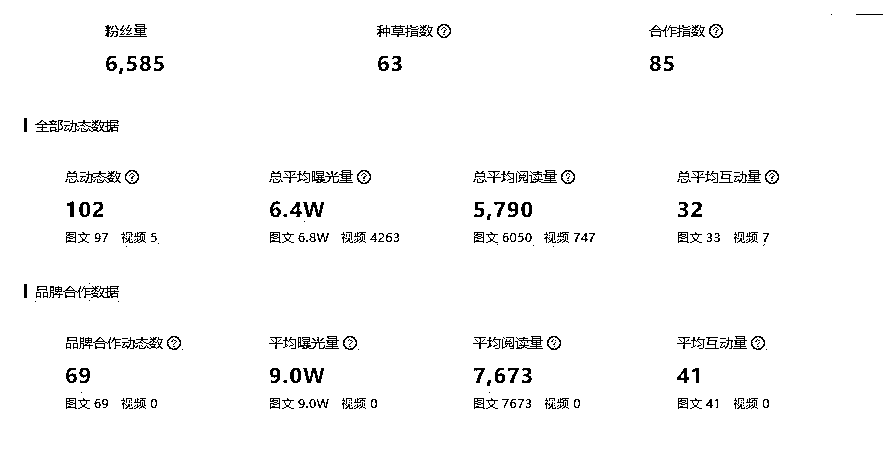 粉丝量 种草指数 ? 合作指数 ?
6,585 63 85
全部动态数据
总动态数 ? 总平均曝光量 ? 总平均阅读量 ? 总平均互动量 ?
102 6.4W 5,790 32
图文 97 视频 5 图文 6.8W 视频 4263 图文 6050 视频 747 图文 33 视频 7
品牌合作数据
品牌合作动态数 ? 平均曝光量 ? 平均阅读量 ? 平均互动量 ?
69 9.0W 7,673 41
图文 69 视频 0 图文 9.0W 视频 0 图文 7673 视频 0 图文 41 视频 0